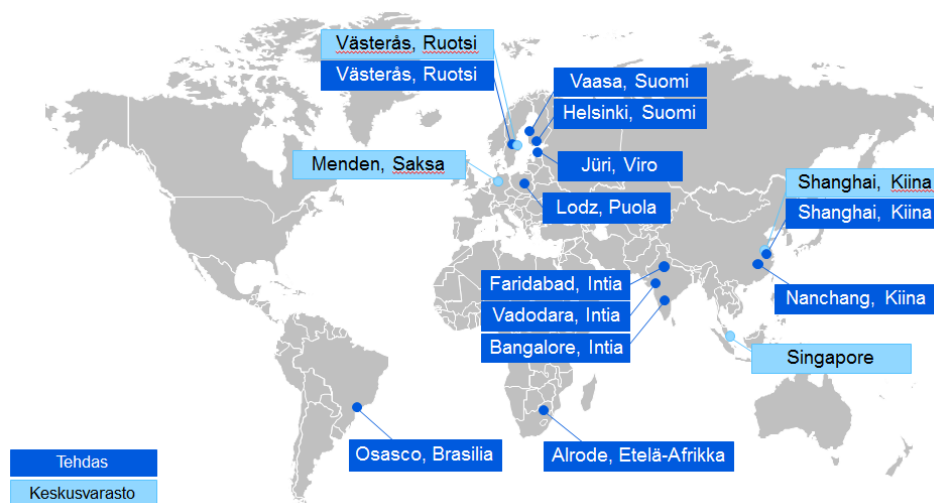 Västerås, Ruotsi
Västerås, Ruotsi
Vaasa, Suomi
Helsinki, Suomi
Menden, Saksa
Jüri, Viro
Lodz, Puola
Shanghai, Kiina
Shanghai, Kiina
Faridabad, Intia
Vadodara, Intia
Bangalore, Intia
Nanchang, Kiina
Singapore
Osasco, Brasilia
Alrode, Etelä-Afrikka
Tehdas
Keskusvarasto